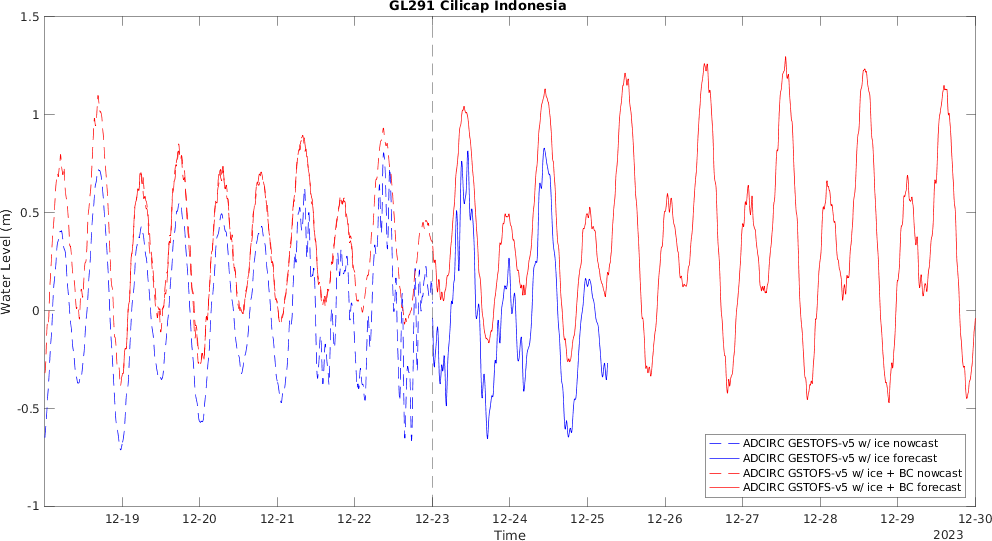 GL291 Cilicap Indonesia
Water Level (m)
1.5
1
0.5
0
-0.5
-1
12-19
12-20
12-21
12-22
12-23
12-24
12-25
12-26
12-27
12-28
12-29
12-30
Time
2023
ADCIRC GESTOFS-v5 w/ ice nowcast
ADCIRC GESTOFS-v5 w/ ice forecast
ADCIRC GSTOFS-v5 w/ ice + BC nowcast
ADCIRC GSTOFS-v5 w/ ice + BC forecast